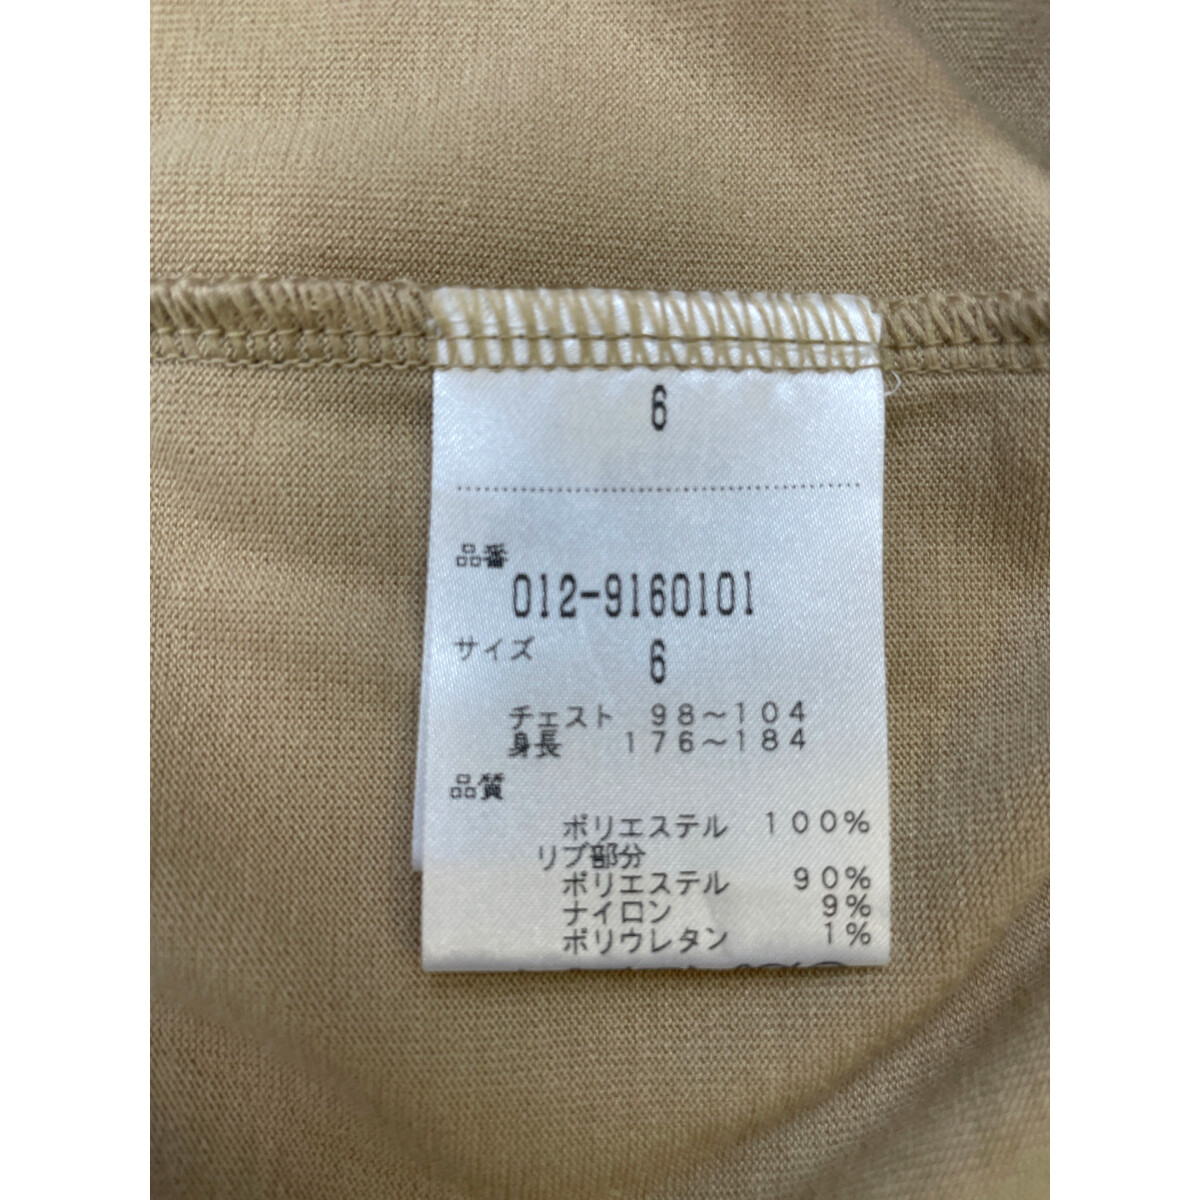 6
品番
012-9160101
サイズ 6
チェスト 98～104
身長 176～184
品質
ポリエステル 100%
リブ部分
ポリエステル 90%
ナイロン 9%
ポリウレタン 1%